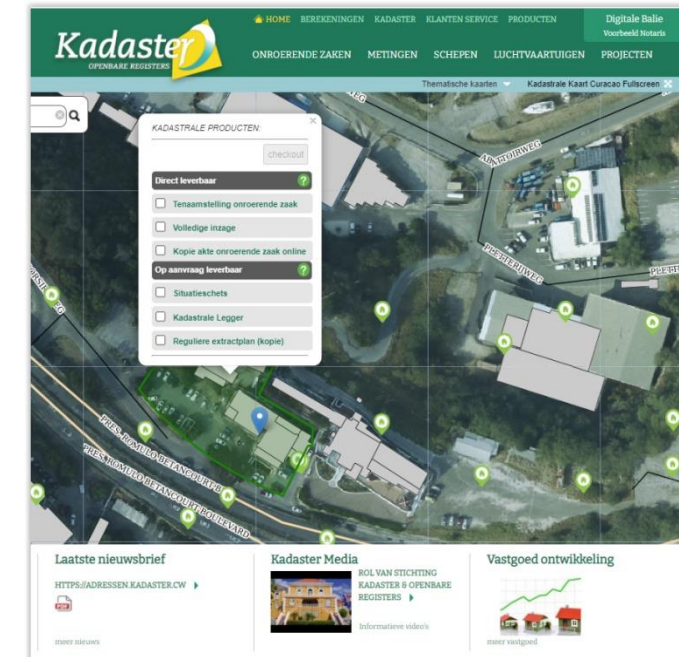 Kadaster
OPENBARE REGISTERS
HOME BEREKENINGEN KADASTER KLANTEN SERVICE PRODUCTEN
Digitale Balie
Voorbeeld Notaris
ONROERENDE ZAKEN METINGEN SCHEPEN LUCHTVAARTUIGEN PROJECTEN
Thematische kaarten Kadastrale Kaart Curacao Fullscreen
KADASTRALE PRODUCTEN:
checkout
Direct leverbaar ?
Tenaamstelling onroerende zaak
Volledige inzage
Kopie akte onroerende zaak online
Op aanvraag leverbaar ?
Situatieschets
Kadastrale Legger
Reguliere extractplan (kopie)
ABATTOIRWEG
PLETTERIJWEG
PRES. ROMULO BETANCOURT B
PRES. ROMULO BETANCOURT BOULEVARD
Laatste nieuwsbrief
HTTPS://ADRESSEN.KADASTER.CW
PDF
meer nieuws
Kadaster Media
ROL VAN STICHTING
KADASTER & OPENBARE
REGISTERS
Informatieve video's
Vastgoed ontwikkeling
meer vastgoed